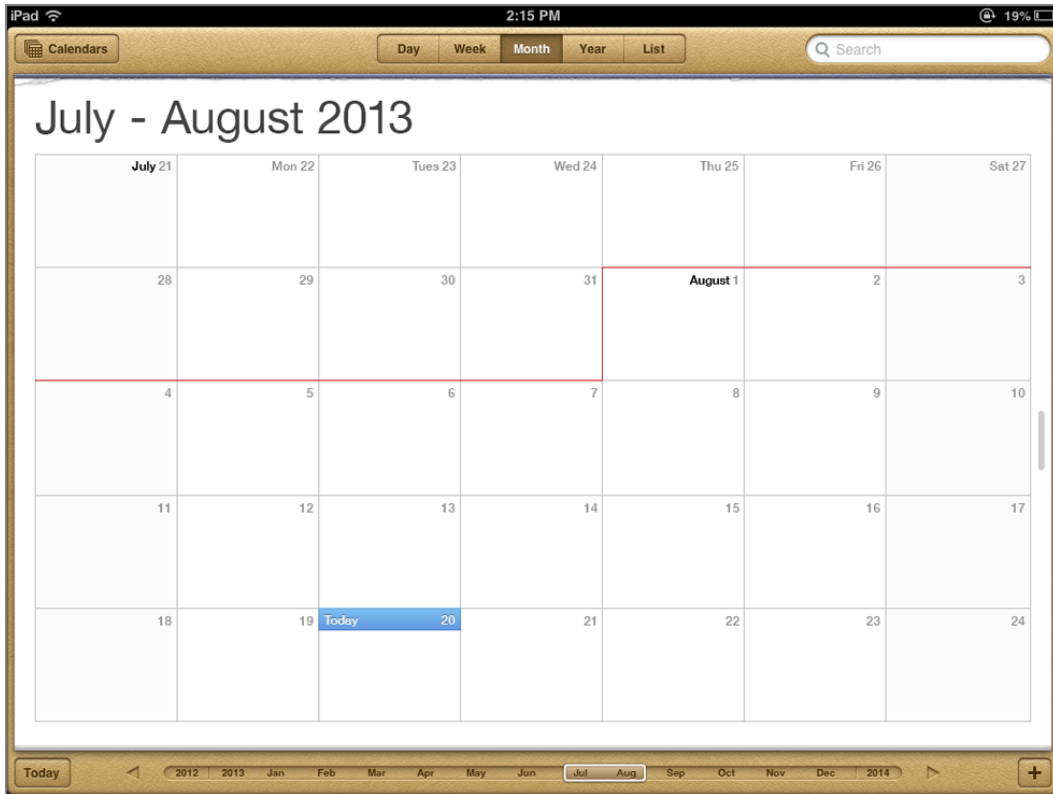 iPad 2:15 PM 19%
Calendars Day Week Month Year List Search
July - August 2013
July 21 Mon 22 Tues 23 Wed 24 Thu 25 Fri 26 Sat 27
28 29 30 31 August 1 2 3
4 5 6 7 8 9 10
11 12 13 14 15 16 17
18 19 Today 20 21 22 23 24
Today 2012 2013 Jan Feb Mar Apr May Jun Jul Aug Sep Oct Nov Dec 2014 +